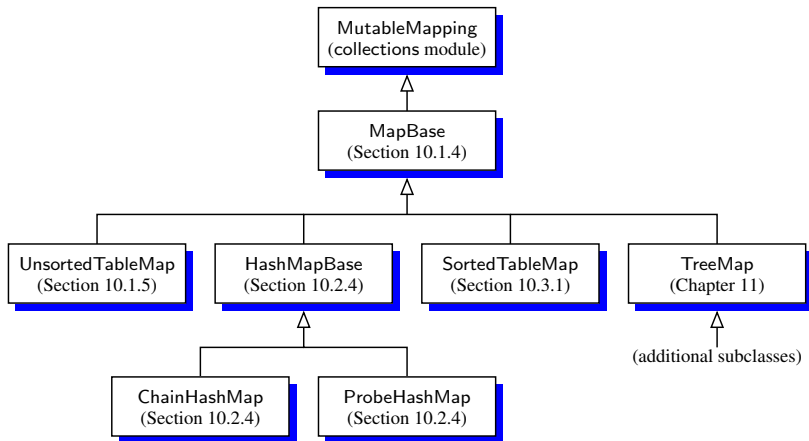 MutableMapping
(collections module)
MapBase
(Section 10.1.4)
UnsortedTableMap
(Section 10.1.5)
HashMapBase
(Section 10.2.4)
SortedTableMap
(Section 10.3.1)
TreeMap
(Chapter 11)
(additional subclasses)
ChainHashMap
(Section 10.2.4)
ProbeHashMap
(Section 10.2.4)